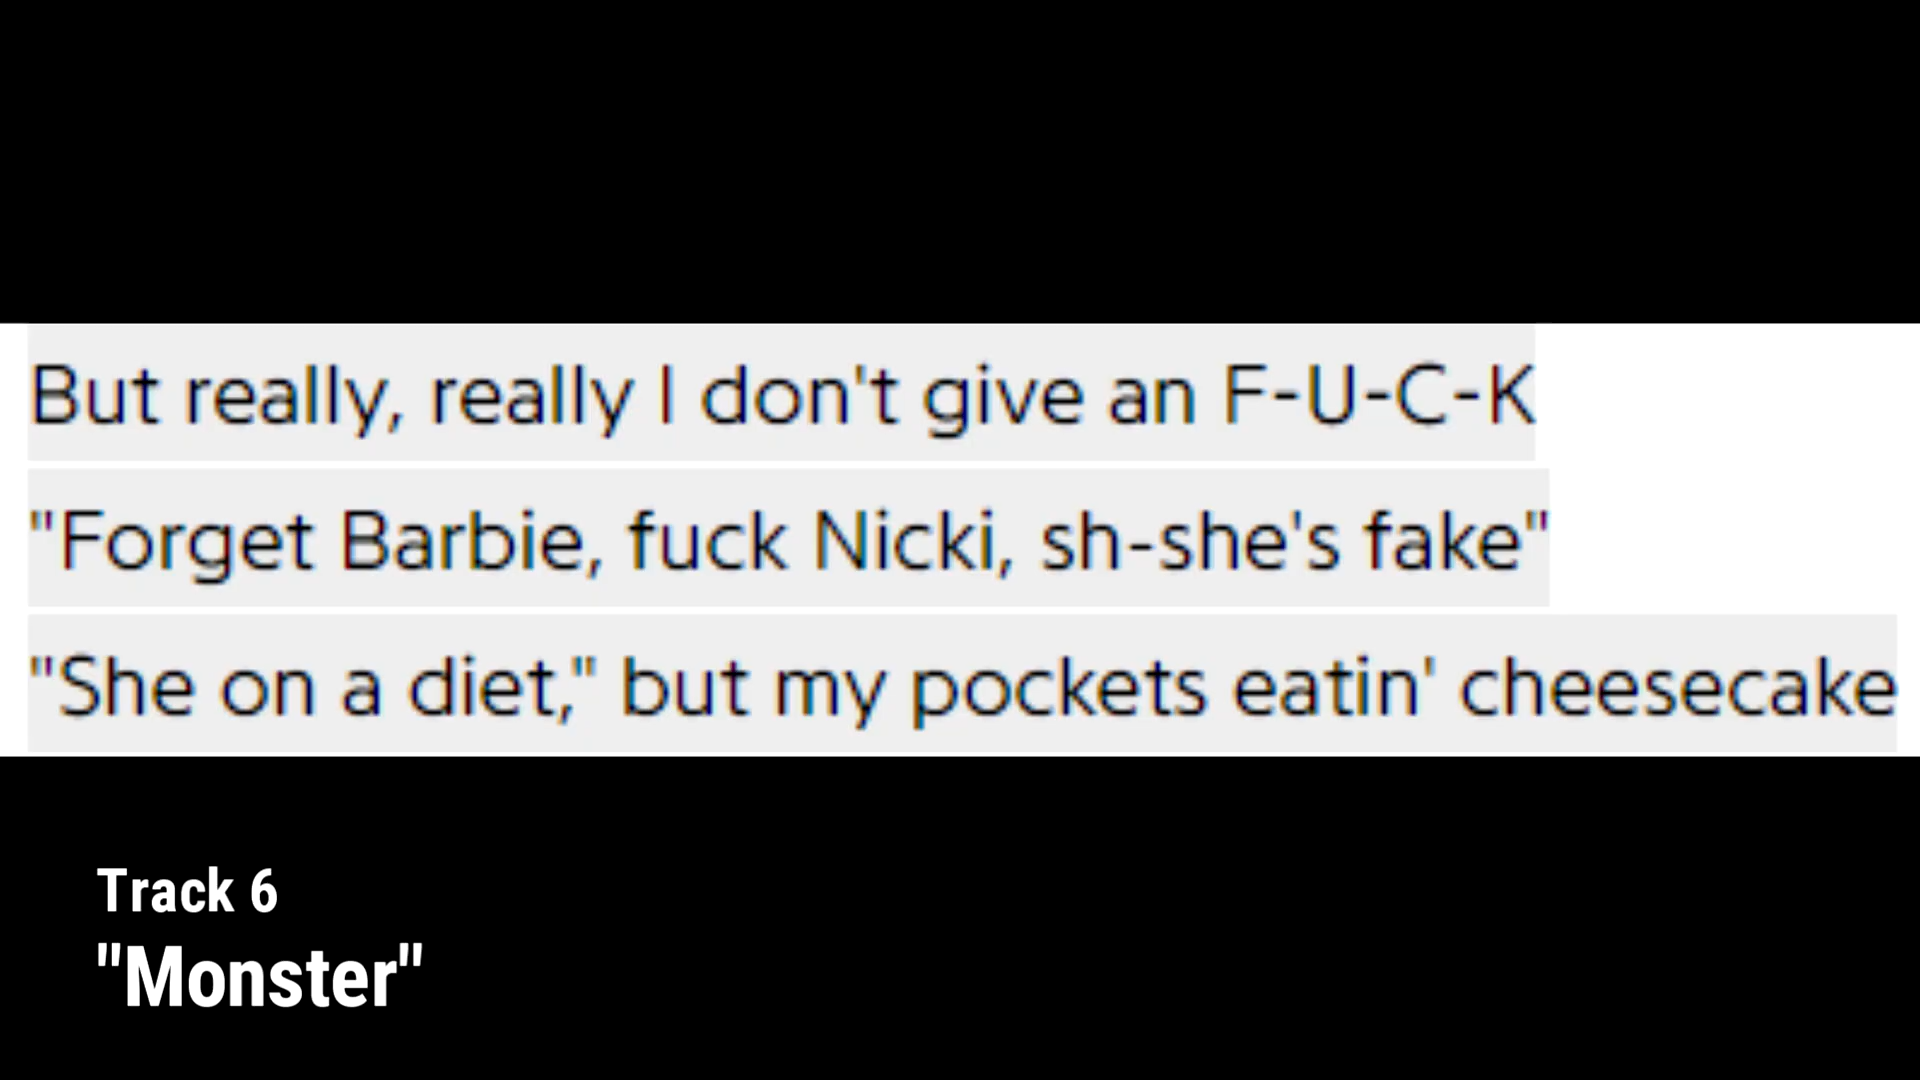 But really, really I don't give an F-U-C-K
"Forget Barbie, fuck Nicki, sh-she's fake"
"She on a diet," but my pockets eatin' cheesecake
Track 6
"Monster"